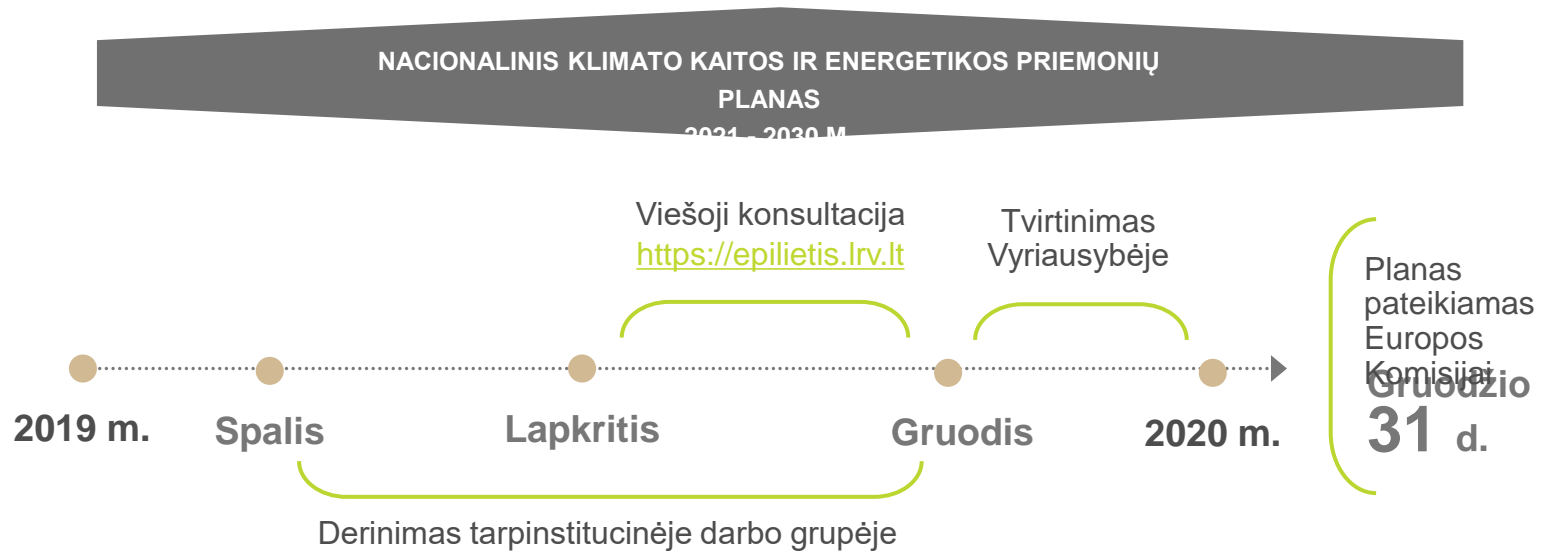 NACIONALINIS KLIMATO KAITOS IR ENERGETIKOS PRIEMONIŲ
PLANAS
2021 - 2030 M.
Viešoji konsultacija
https://epilietis.lrv.lt
Tvirtinimas
Vyriausybėje
Planas
pateikiamas
Europos
Komisijai
Gruodžio
31 d.
2019 m.
Spalis
Lapkritis
Gruodis
2020 m.
Derinimas tarpinstitucinėje darbo grupėje